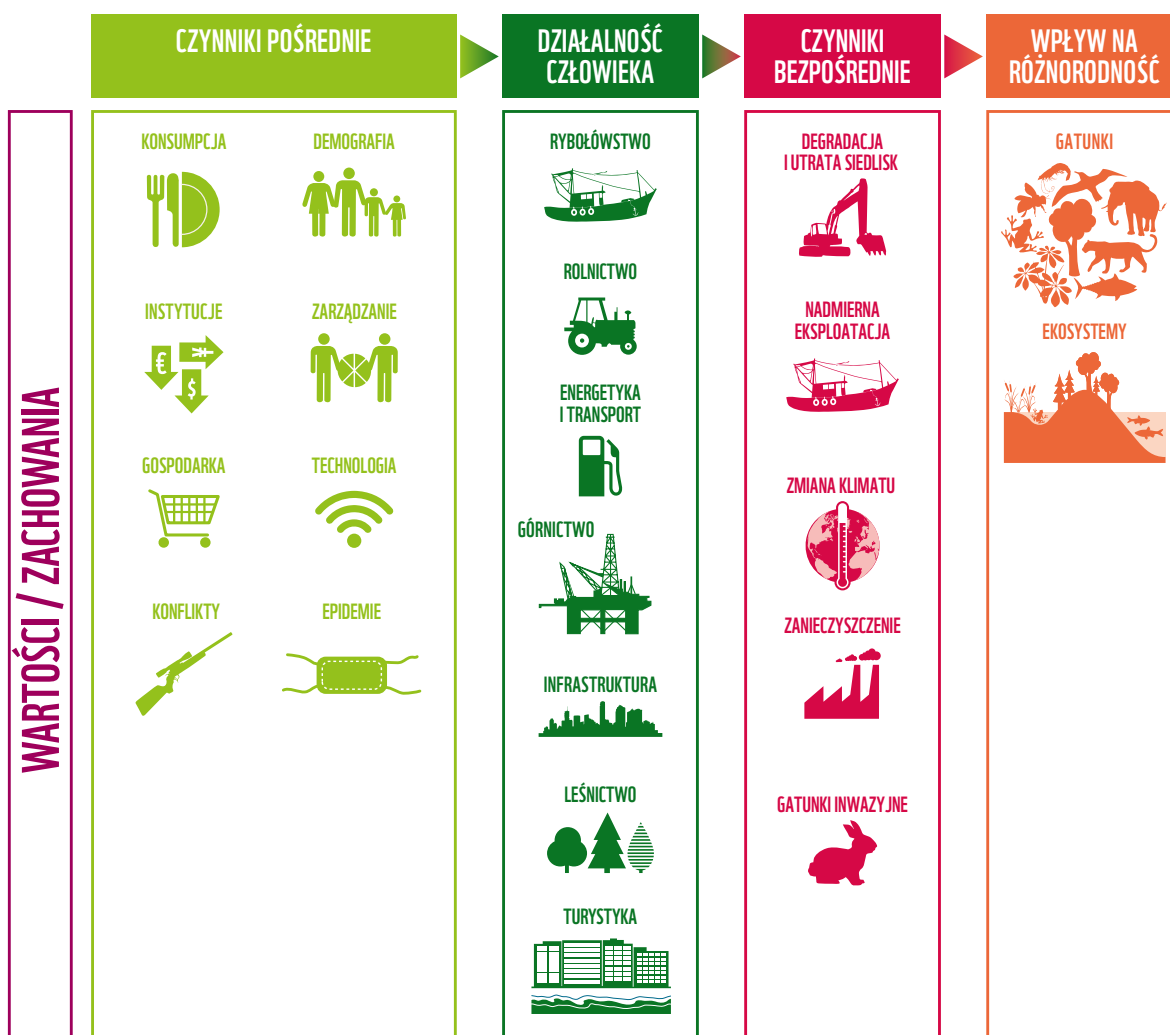 CZYNNIKI POŚREDNIE
DZIAŁALNOŚĆ
CZŁOWIEKA
CZYNNIKI
BEZPOŚREDNIE
WPŁYW NA
RÓŻNORODNOŚĆ
WARTOŚCI / ZACHOWANIA
KONSUMPCJA
DEMOGRAFIA
INSTYTUCJE
ZARZĄDZANIE
€
$
GOSPODARKA
TECHNOLOGIA
KONFLIKTY
EPIDEMIE
RYBOŁÓWSTWO
ROLNICTWO
ENERGETYKA
I TRANSPORT
GÓRNICTWO
INFRASTRUKTURA
LEŚNICTWO
TURYSTYKA
DEGRADACJA
I UTRATA SIEDLISK
NADMIERNA
EKSPLOATACJA
ZMIANA KLIMATU
ZANIECZYSZCZENIE
GATUNKI INWAZYJNE
GATUNKI
EKOSYSTEMY